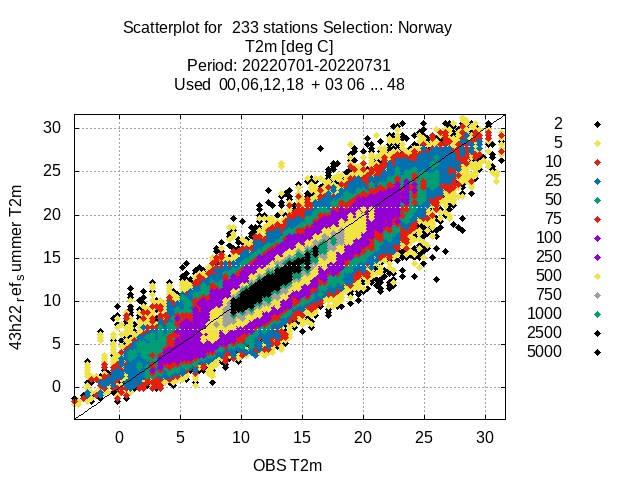 Scatterplot for  233 stations Selection: Norway
T2m [deg C]
Period: 20220701-20220731
Used  00,06,12,18  + 03 06 ... 48
43h22_ref_summer T2m
30
25
20
15
10
5
0
0 5 10 15 20 25 30
OBS T2m
2
5
10
25
50
75
100
250
500
750
1000
2500
5000